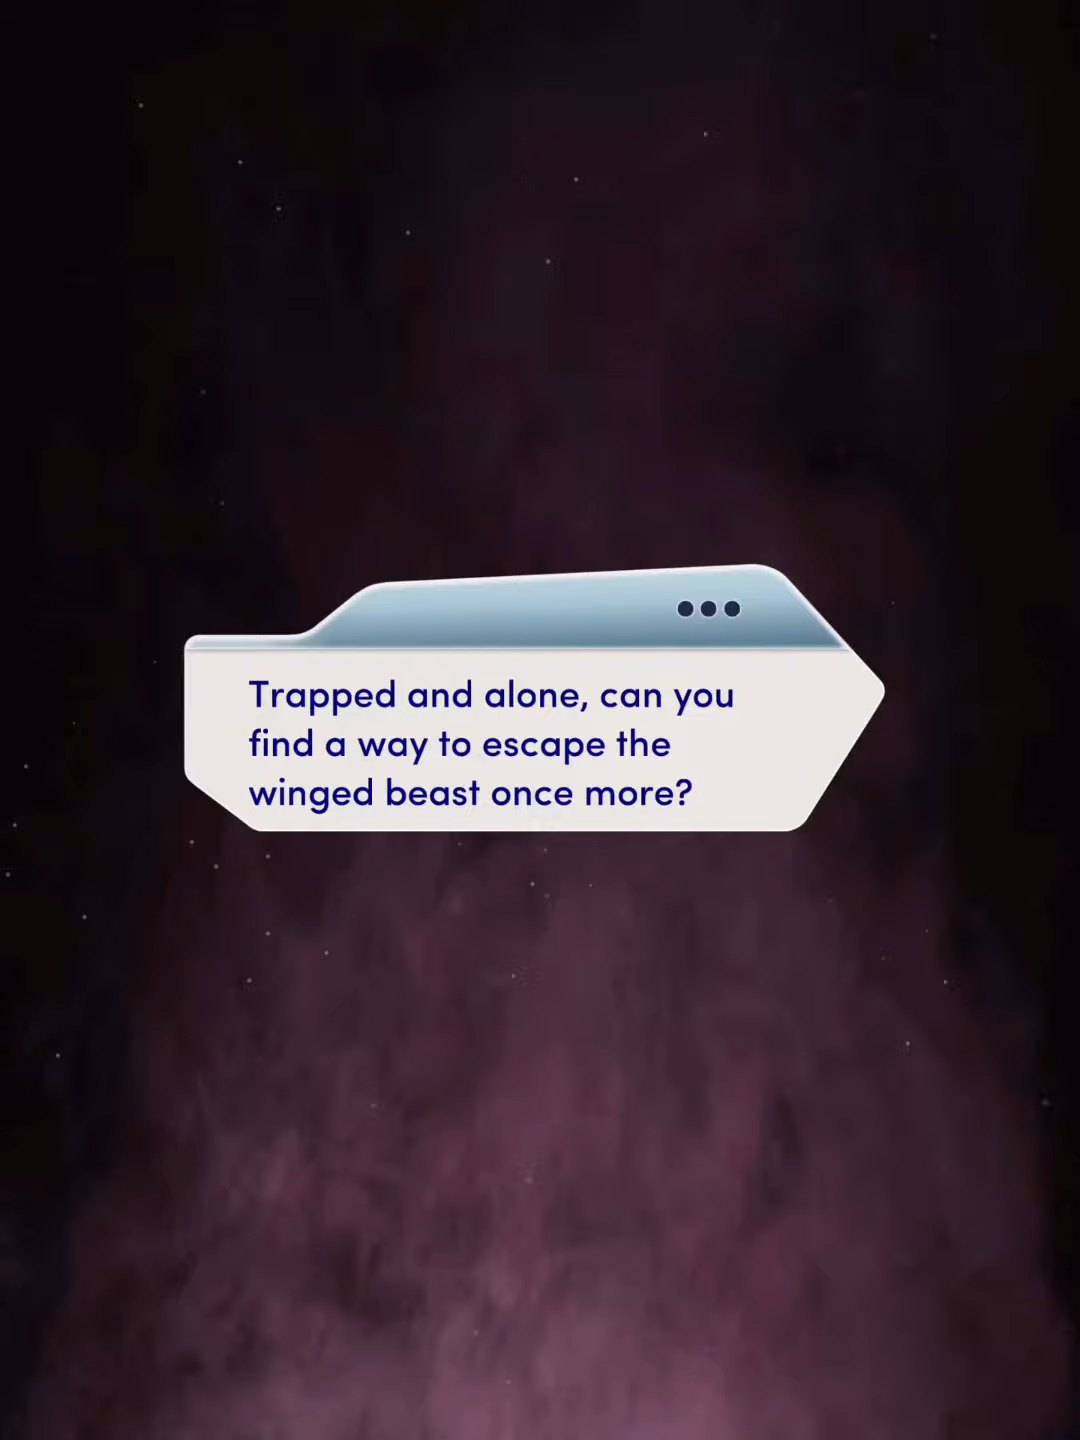 Trapped and alone, can you
find a way to escape the
winged beast once more?